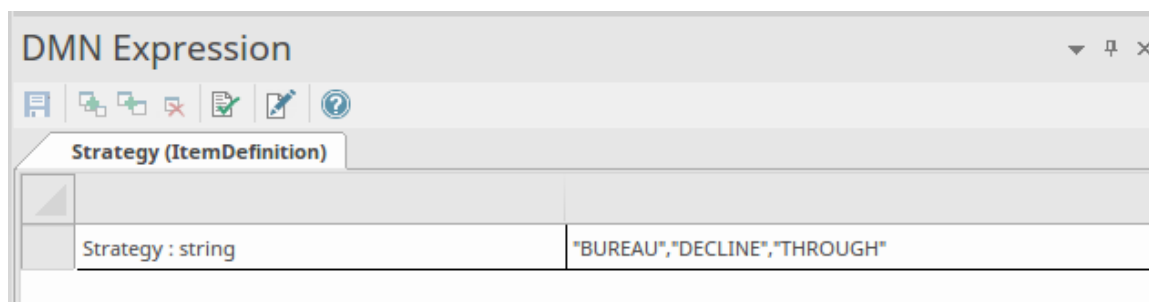 DMN Expression
Strategy (ItemDefinition)
Strategy : string "BUREAU","DECLINE","THROUGH"